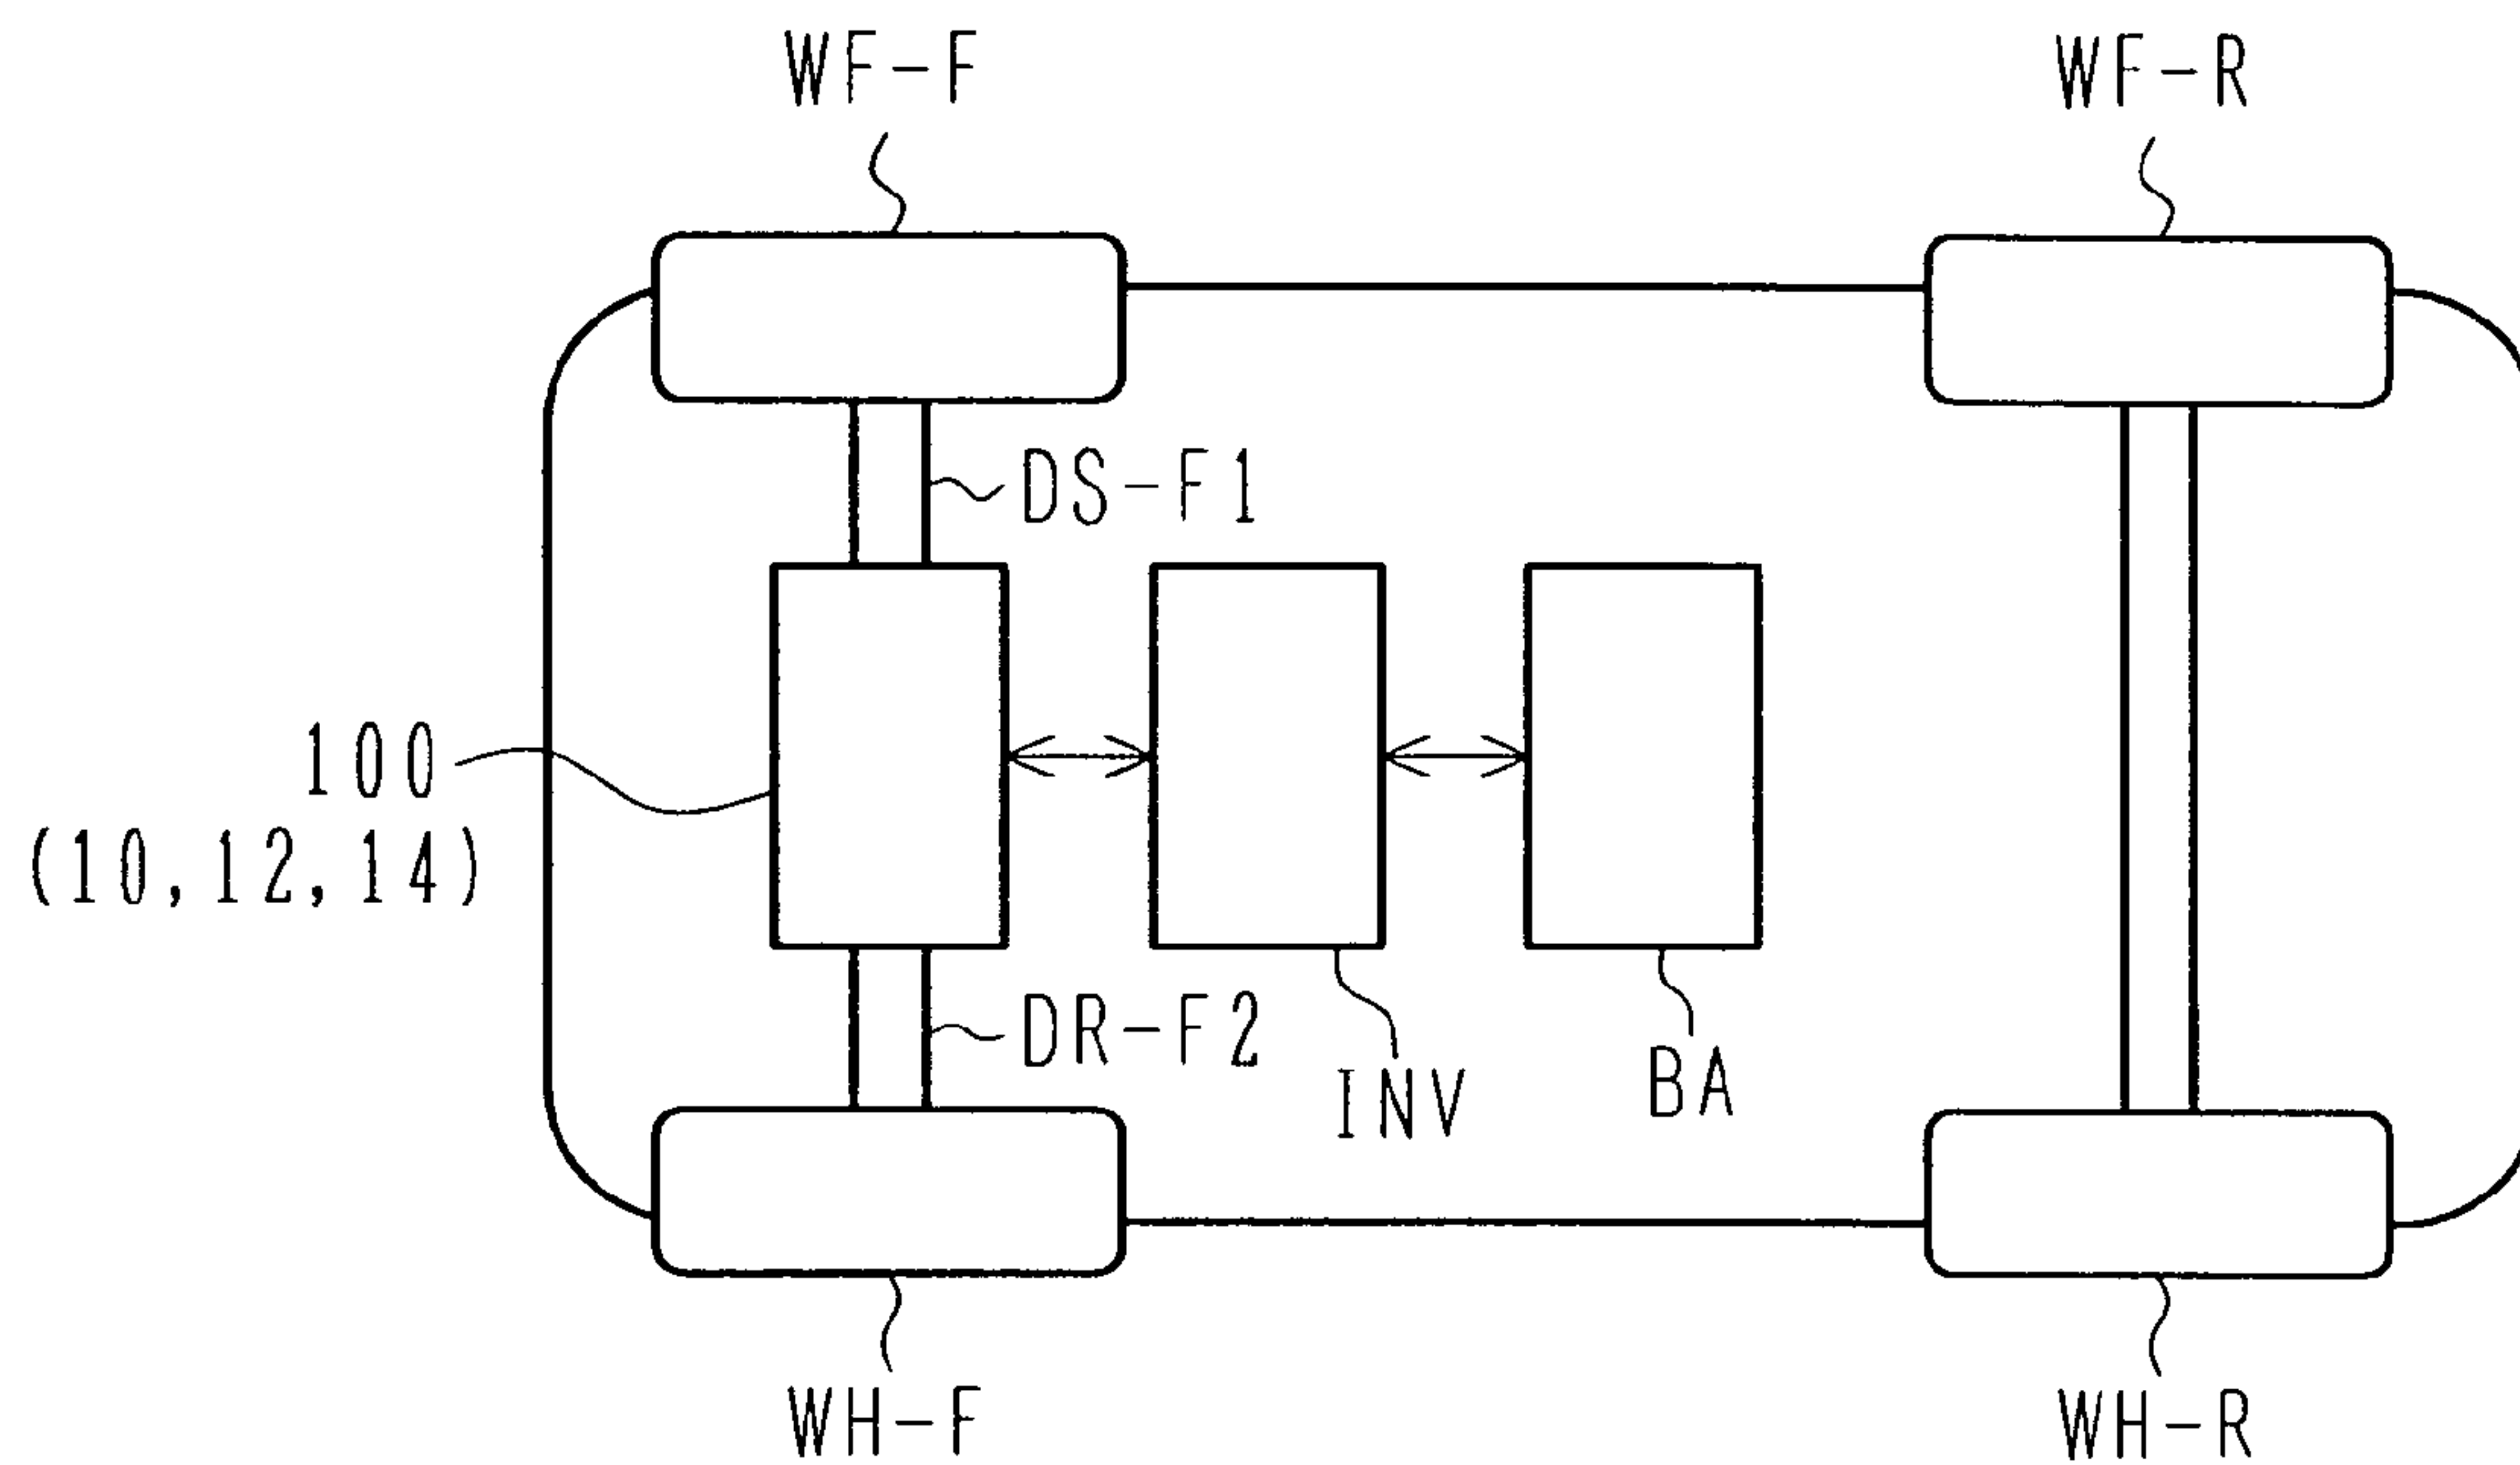 WF-F
WF-R
DS-F1
100
(10,12,14)
DR-F2
INV
BA
WH-F
WH-R